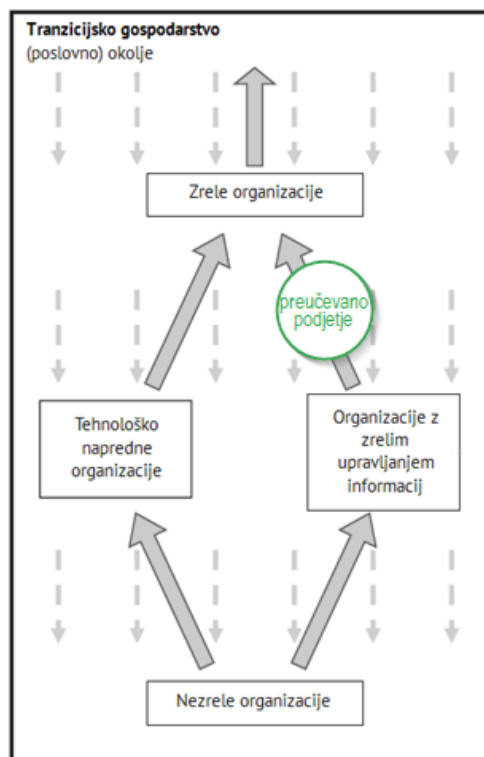 Tranzicijsko gospodarstvo
(poslovno) okolje
Zrele organizacije
preučevano
podjetje
Tehnološko
napredne
organizacije
Organizacije z
zrelim
upravljanjem
informacij
Nezrele organizacije